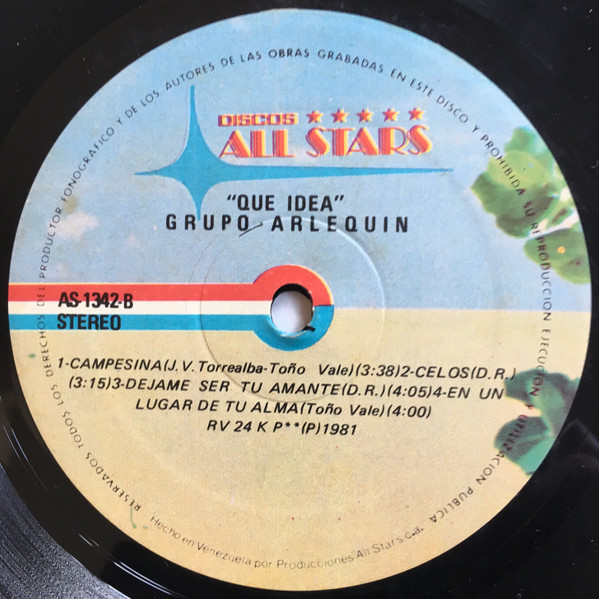 RESERVADOS TODOS LOS DERECHOS DEL PRODUCTOR FONOGRAFICO Y DE LOS AUTORES DE LAS OBRAS GRABADAS EN ESTE DISCO Y PROHIBIDA SU REPRODUCCION EJECUCION Y UTILIZACION PUBLICA
DISCOS ★★★★★
ALL STARS
"QUE IDEA"
GRUPO ARLEQUIN
AS-1342-B
STEREO
1-CAMPESINA(J.V.Torrealba-Toño Vale)(3:38)2-CELOS(D.R.)
(3:15)3-DEJAME SER TU AMANTE(D.R.)(4:05)4-EN UN
LUGAR DE TU ALMA(Toño Vale)(4:00)
RV 24 K P**(P)1981
Hecho en Venezuela por Producciones All Stars c.a.